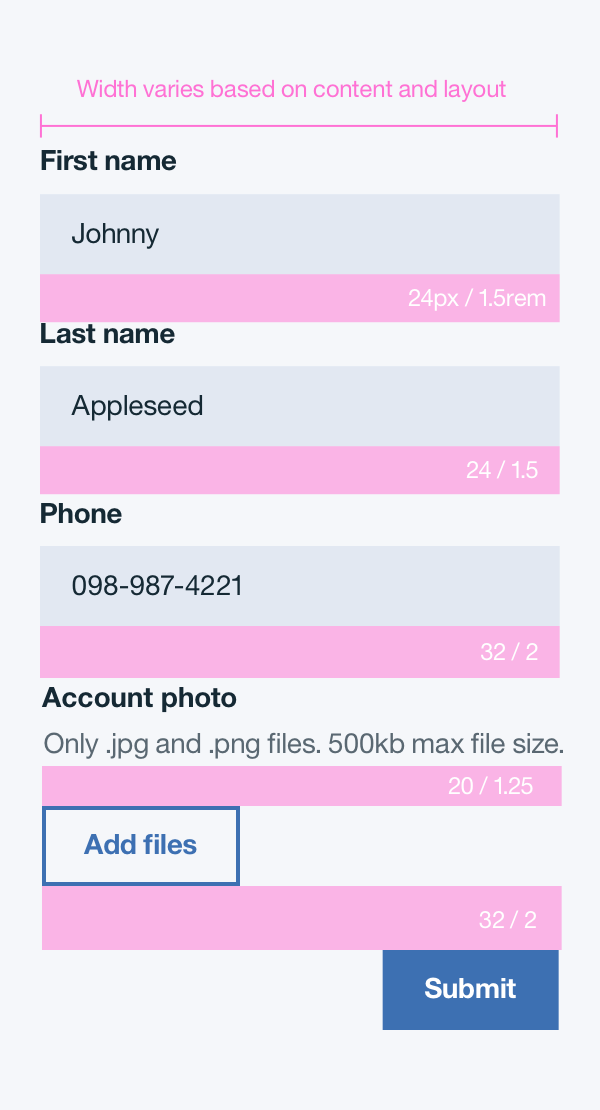 Width varies based on content and layout
First name
Johnny
24px / 1.5rem
Last name
Appleseed
24 / 1.5
Phone
098-987-4221
32 / 2
Account photo
Only .jpg and .png files. 500kb max file size.
20 / 1.25
Add files
32 / 2
Submit